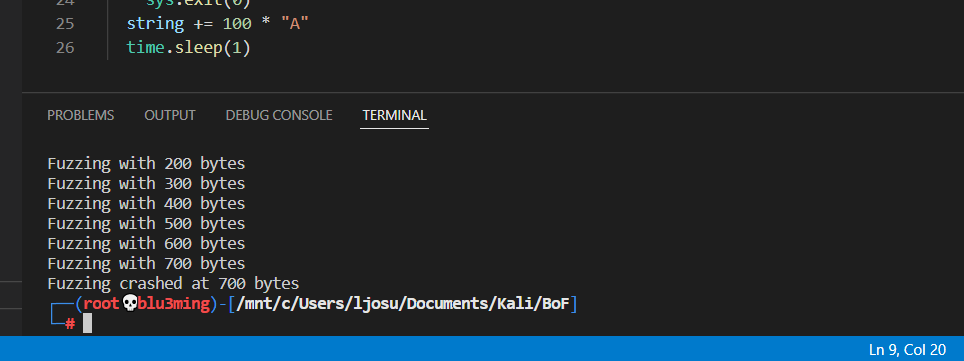 24 sys.exit(0)
25 string += 100 * "A"
26 time.sleep(1)
PROBLEMS OUTPUT DEBUG CONSOLE TERMINAL
Fuzzing with 200 bytes
Fuzzing with 300 bytes
Fuzzing with 400 bytes
Fuzzing with 500 bytes
Fuzzing with 600 bytes
Fuzzing with 700 bytes
Fuzzing crashed at 700 bytes
┌──(root💀blu3ming)-[/mnt/c/Users/ljosu/Documents/Kali/BoF]
└─#
Ln 9, Col 20